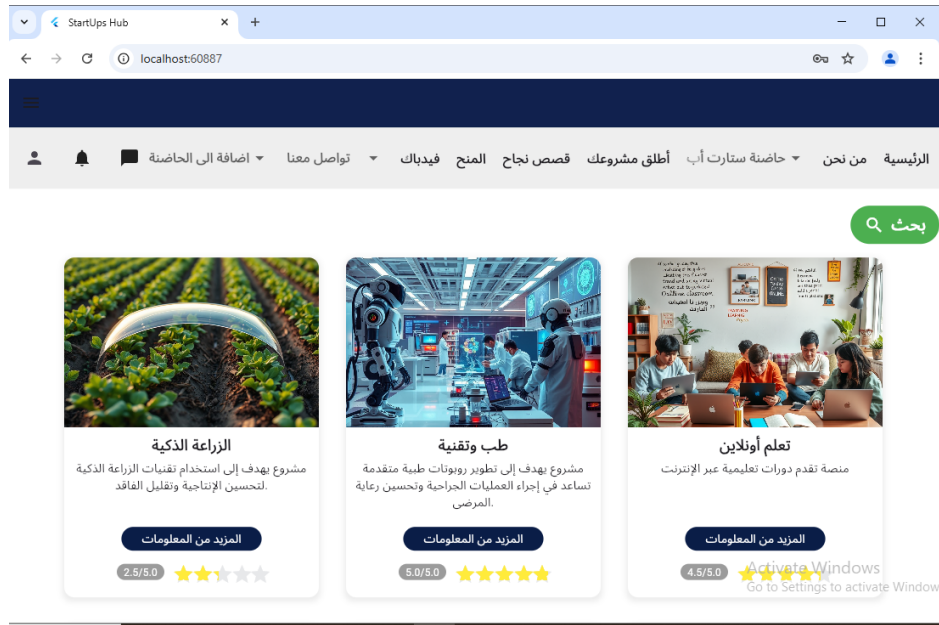 StartUps Hub
localhost:60887
الرئيسية من نحن حاضنة ستارت أب أطلق مشروعك قصص نجاح المنح فيدباك تواصل معنا اضافة الى الحاضنة
بحث
تعلم أونلاين
منصة تقدم دورات تعليمية عبر الإنترنت
المزيد من المعلومات
4.5/5.0
طب وتقنية
مشروع يهدف إلى تطوير روبوتات طبية متقدمة
تساعد في إجراء العمليات الجراحية وتحسين رعاية
.المرضى
المزيد من المعلومات
5.0/5.0
الزراعة الذكية
مشروع يهدف إلى استخدام تقنيات الزراعة الذكية
.لتحسين الإنتاجية وتقليل الفاقد
المزيد من المعلومات
2.5/5.0
Activate Windows
Go to Settings to activate Window